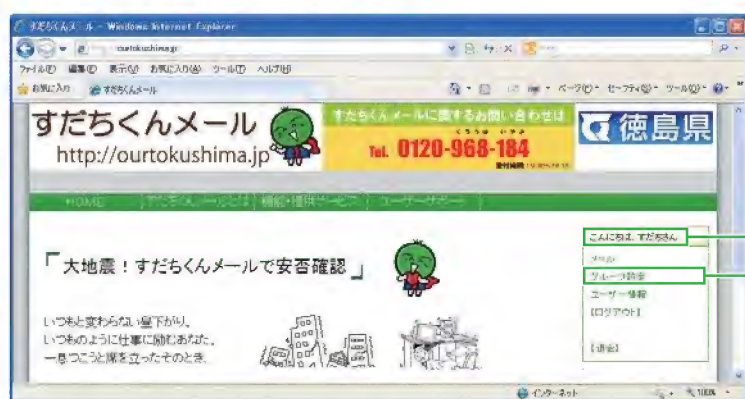 すだちくんメール - Windows Internet Explorer
ourtokushima.jp
ファイル(F) 編集(E) 表示(V) お気に入り(A) ツール(T) ヘルプ(H)
お気に入り すだちくんメール
ページ(P) セーフティ(S) ツール(O)
すだちくんメール
http://ourtokushima.jp
すだちくんメールに関するお問い合わせは
くろうは いやよ
Tel. 0120-968-184
受付時間
徳島県
HOME すだちくんメールとは 機能・提供サービス ユーザーサポート
「大地震!すだちくんメールで安否確認」
いつもと変わらない昼下がり。
いつものように仕事に励むあなた。
一息つこうと席を立ったそのとき、
こんにちは、すだちさん
メール
グループ設定
ユーザー情報
[ログアウト]
[退会]
インターネット
100%